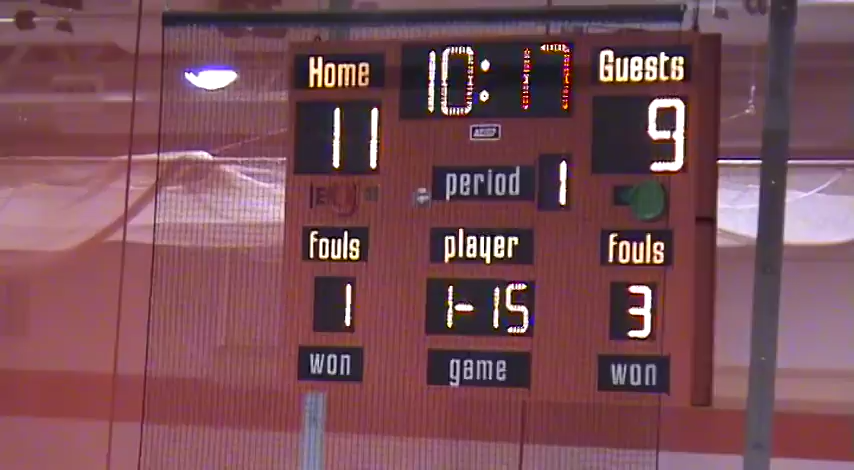 Home 10:17 Guests
11 9
period 1
fouls player fouls
1 1-15 3
won game won